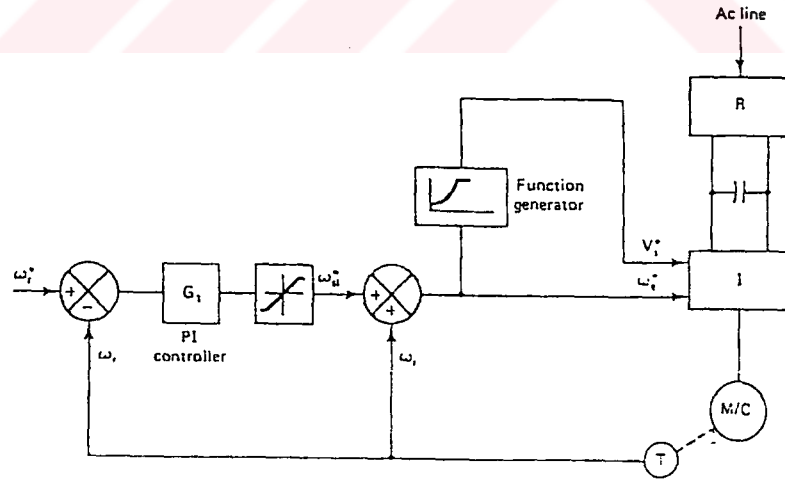 Ac line
R
Function
generator
V*s
ω*r
+
-
G1
ω*sl
+
+
ω*e
I
PI
controller
ωr
ωr
M/C
T